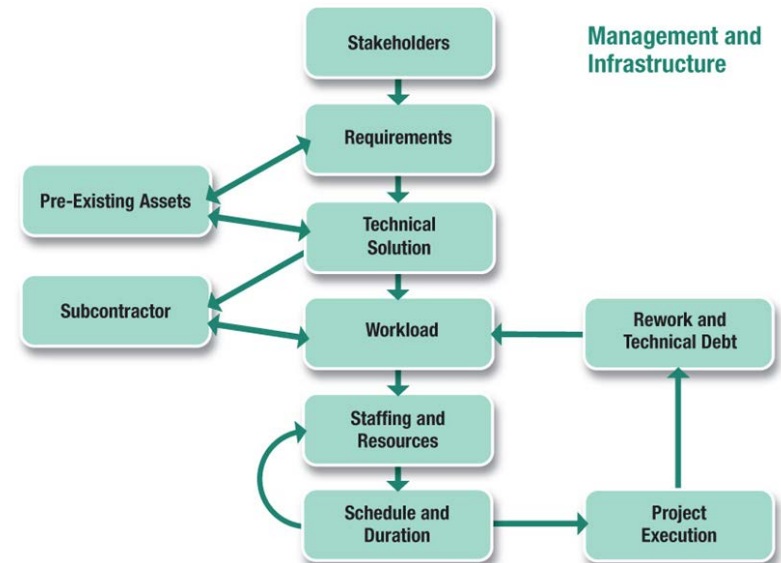 Stakeholders
Management and
Infrastructure
Requirements
Pre-Existing Assets
Technical
Solution
Subcontractor
Workload
Rework and
Technical Debt
Staffing and
Resources
Schedule and
Duration
Project
Execution